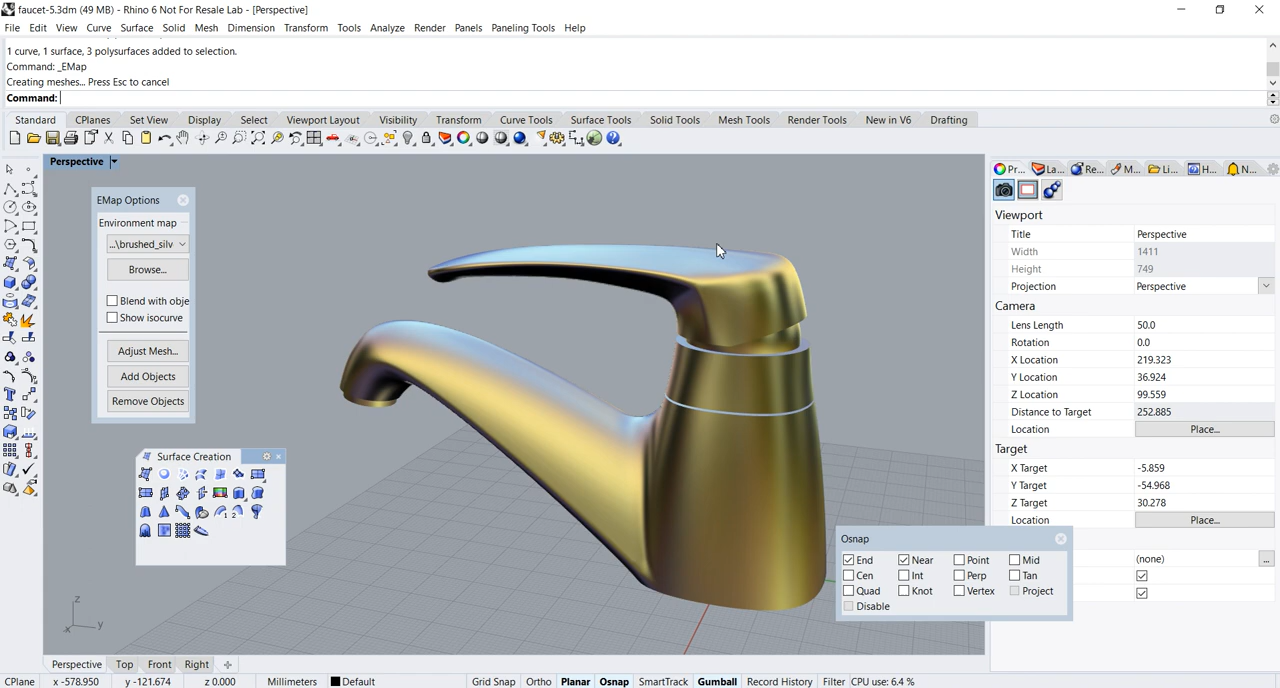 faucet-5.3dm (49 MB) - Rhino 6 Not For Resale Lab - [Perspective]
File Edit View Curve Surface Solid Mesh Dimension Transform Tools Analyze Render Panels Paneling Tools Help
1 curve, 1 surface, 3 polysurfaces added to selection.
Command: _EMap
Creating meshes... Press Esc to cancel
Command:
Standard CPlanes Set View Display Select Viewport Layout Visibility Transform Curve Tools Surface Tools Solid Tools Mesh Tools Render Tools New in V6 Drafting
Perspective
Pr... La... Re... M... Li... H... N...
EMap Options
Environment map
...\brushed_silv
Browse...
Blend with obje
Show isocurve
Adjust Mesh...
Add Objects
Remove Objects
Surface Creation
Viewport
Title Perspective
Width 1411
Height 749
Projection Perspective
Camera
Lens Length 50.0
Rotation 0.0
X Location 219.323
Y Location 36.924
Z Location 99.559
Distance to Target 252.885
Location Place...
Target
X Target -5.859
Y Target -54.968
Z Target 30.278
Location Place...
(none) ...
Osnap
End Near Point Mid
Cen Int Perp Tan
Quad Knot Vertex Project
Disable
z
x y
Perspective Top Front Right
CPlane x -578.950 y -121.674 z 0.000 Millimeters Default Grid Snap Ortho Planar Osnap SmartTrack Gumball Record History Filter CPU use: 6.4 %